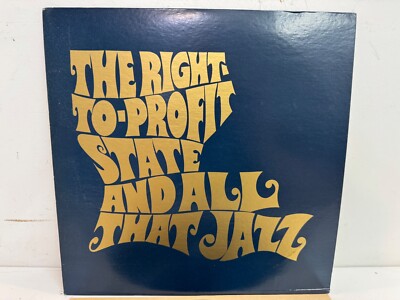 THE RIGHT-
TO-PROFIT
STATE
AND ALL
THAT JAZZ